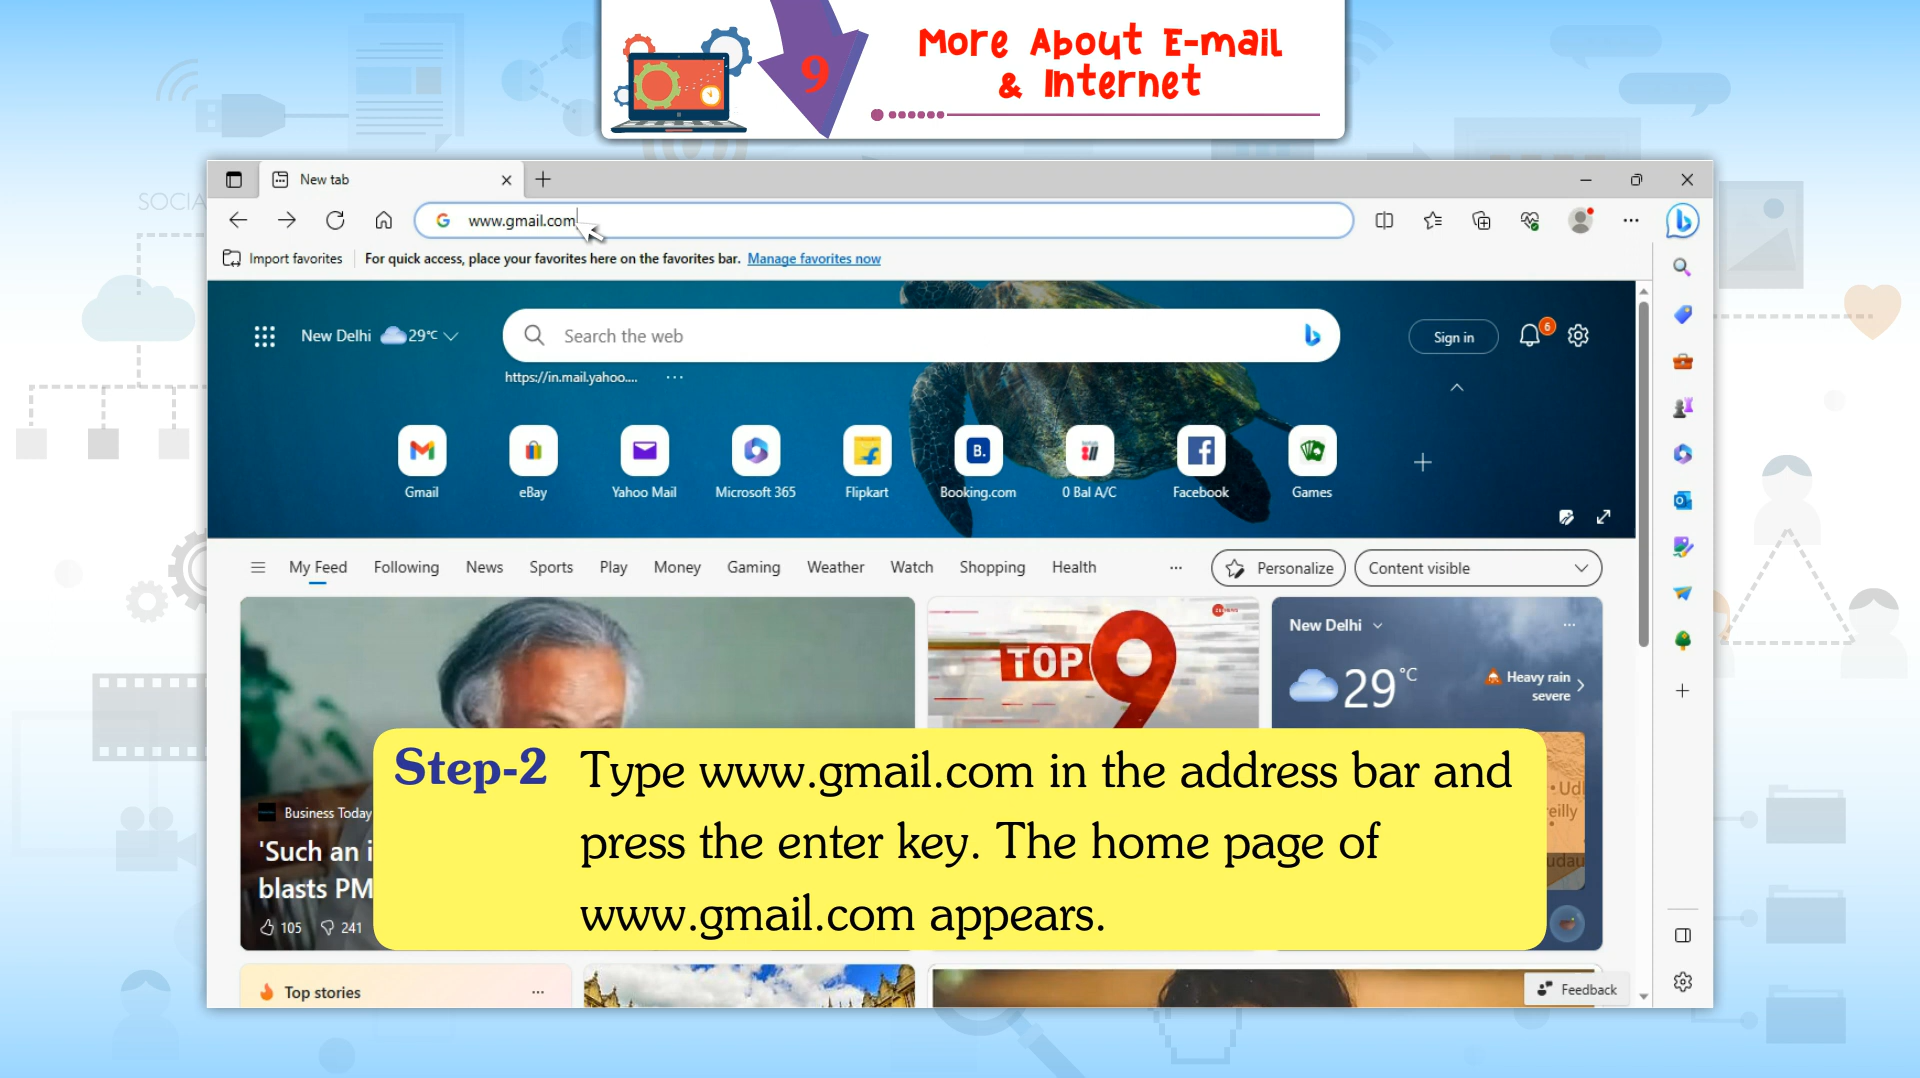 9
More About E-mail
& Internet
SOCIA
New tab
www.gmail.com
Import favorites
For quick access, place your favorites here on the favorites bar. Manage favorites now
New Delhi 29°C
Search the web
Sign in
6
https://in.mail.yahoo....
Gmail
eBay
Yahoo Mail
Microsoft 365
Flipkart
B.
Booking.com
0 Bal A/C
Facebook
Games
My Feed
Following
News
Sports
Play
Money
Gaming
Weather
Watch
Shopping
Health
Personalize
Content visible
TOP 9
New Delhi
29 °C
Heavy rain
severe
Step-2 Type www.gmail.com in the address bar and
press the enter key. The home page of
www.gmail.com appears.
Business Today
'Such an i
blasts PM
105
241
Ud
eilly
udau
Top stories
Feedback